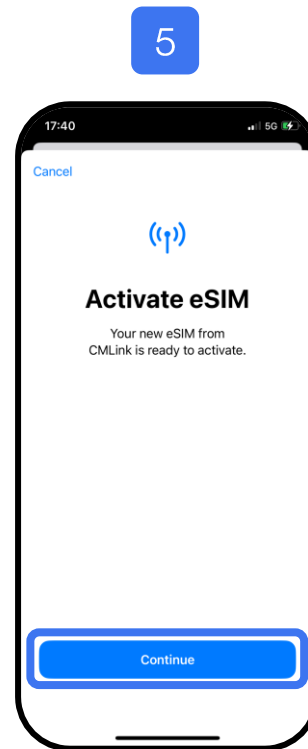 5
17:40
5G
Cancel
Activate eSIM
Your new eSIM from
CMLink is ready to activate.
Continue